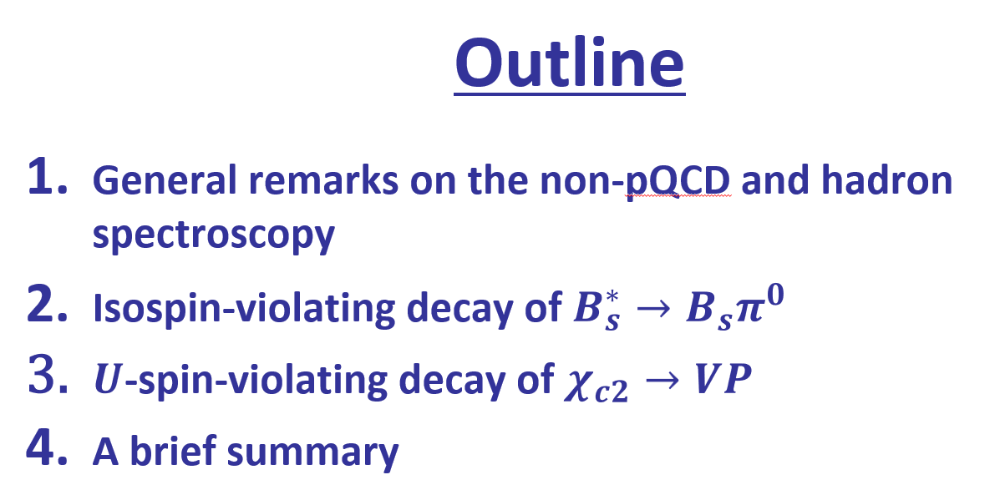 Outline
1. General remarks on the non-pQCD and hadron
spectroscopy
2. Isospin-violating decay of $B_s^* \rightarrow B_s\pi^0$
3. $U$-spin-violating decay of $\chi_{c2} \rightarrow VP$
4. A brief summary